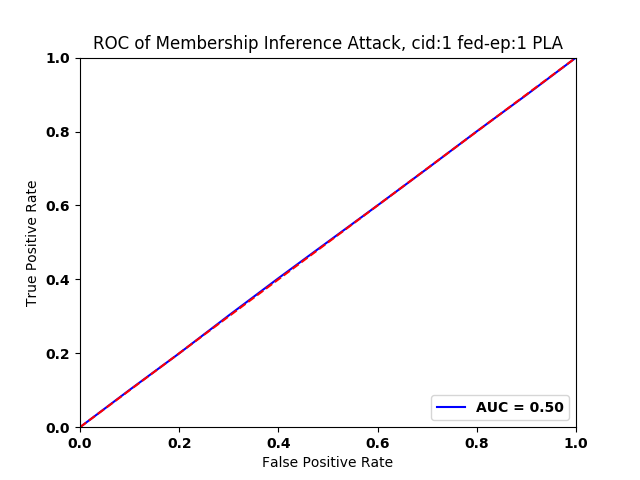 ROC of Membership Inference Attack, cid:1 fed-ep:1 PLA
1.0
0.8
0.6
0.4
0.2
0.0
True Positive Rate
AUC = 0.50
0.0 0.2 0.4 0.6 0.8 1.0
False Positive Rate